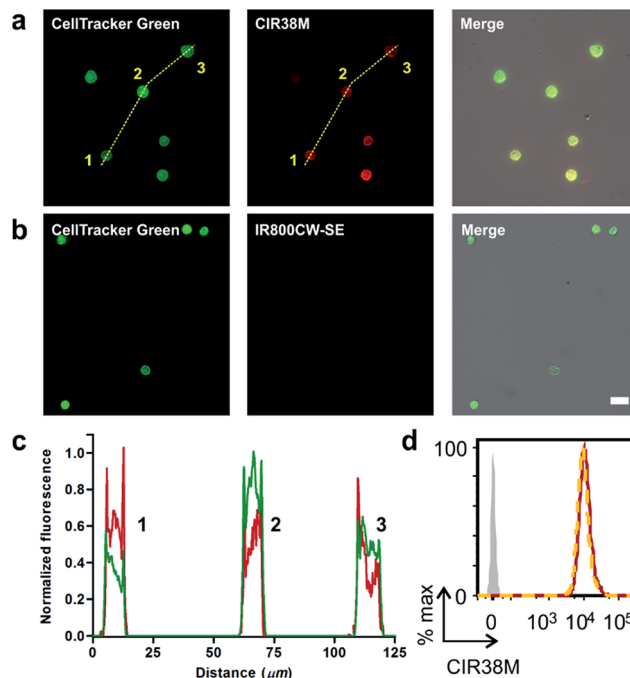 a
CellTracker Green
CIR38M
Merge
1
2
3
1
2
3
b
CellTracker Green
IR800CW-SE
Merge
c
d
Normalized fluorescence
1.0
0.8
0.6
0.4
0.2
0.0
1
2
3
0
25
50
75
100
125
Distance (µm)
% max
100
0
0
10³
10⁴
10⁵
CIR38M